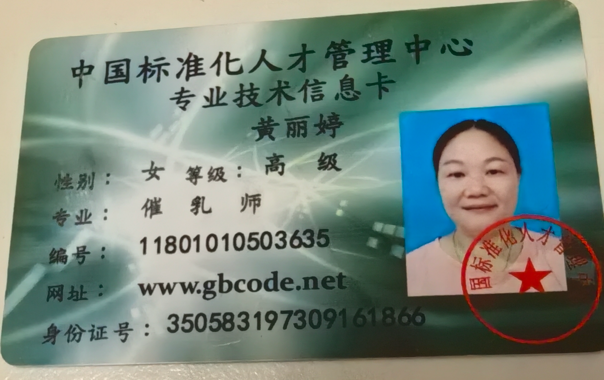 中国标准化人才管理中心
专业技术信息卡
黄丽婷
性别：女 等级：高 级
专业：催 乳 师
编号：11801010503635
网址：www.gbcode.net
身份证号：350583197309161866
国标准化人才